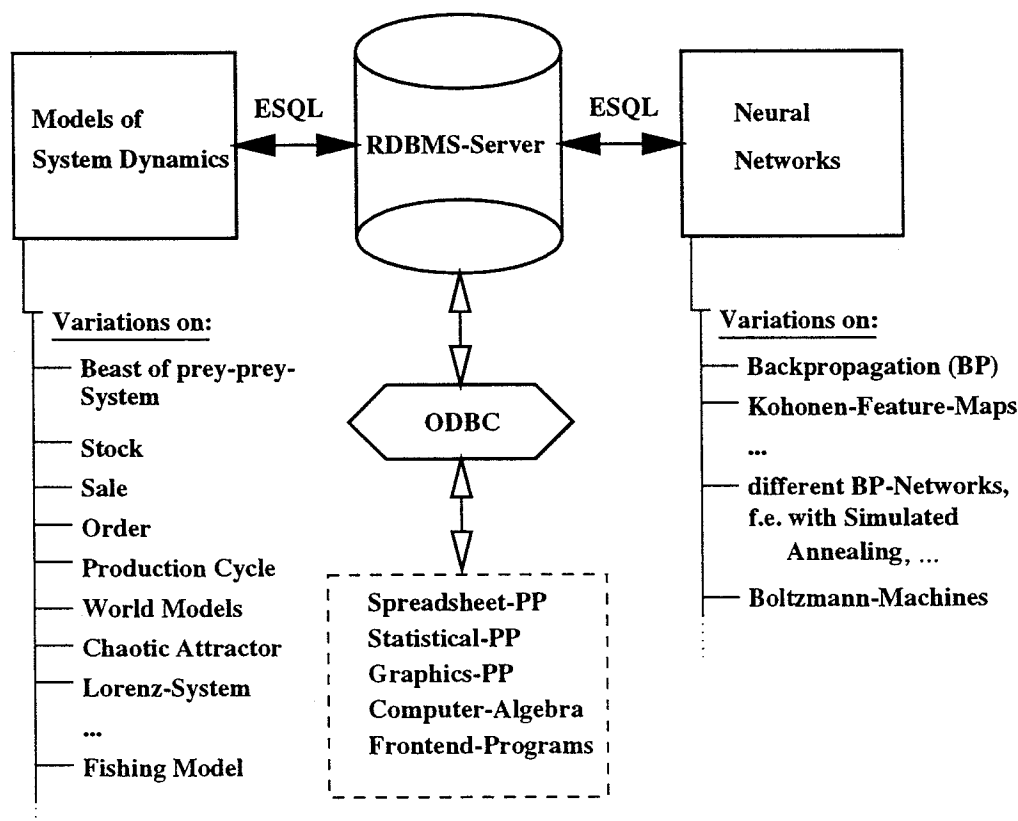 Models of
System Dynamics
ESQL
RDBMS-Server
ESQL
Neural
Networks
Variations on:
Beast of prey-prey-
System
Stock
Sale
Order
Production Cycle
World Models
Chaotic Attractor
Lorenz-System
...
Fishing Model
ODBC
Spreadsheet-PP
Statistical-PP
Graphics-PP
Computer-Algebra
Frontend-Programs
Variations on:
Backpropagation (BP)
Kohonen-Feature-Maps
...
different BP-Networks,
f.e. with Simulated
Annealing, ...
Boltzmann-Machines